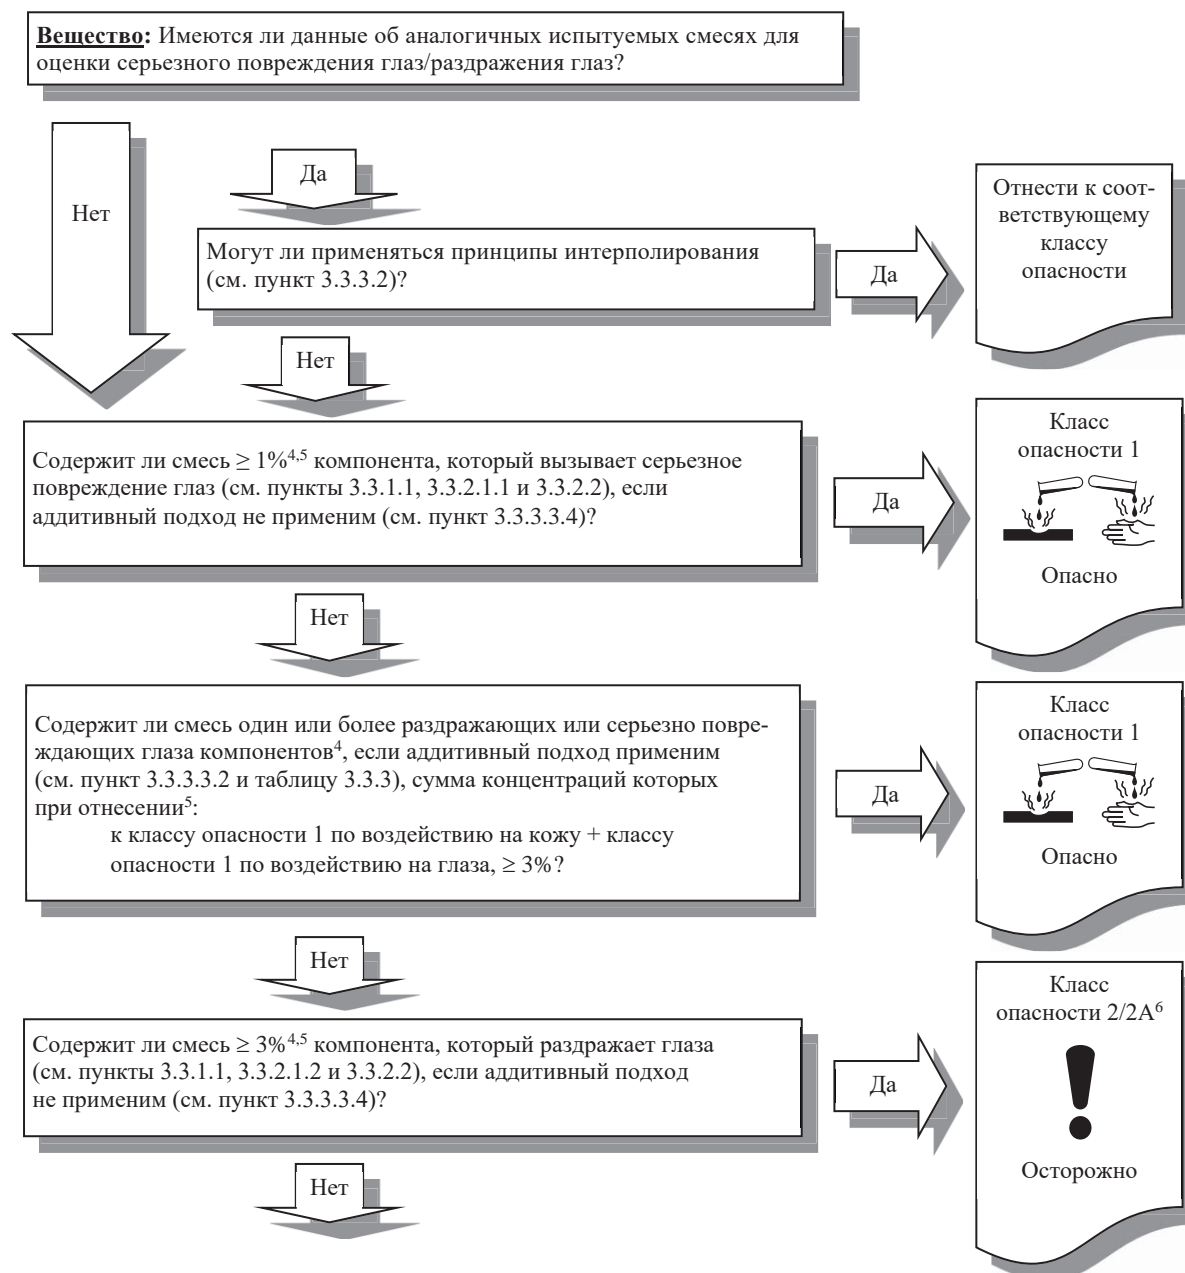 Вещество: Имеются ли данные об аналогичных испытуемых смесях для
оценки серьезного повреждения глаз/раздражения глаз?
Нет
Да
Могут ли применяться принципы интерполирования
(см. пункт 3.3.3.2)?
Да
Отнести к соот-
ветствующему
классу
опасности
Нет
Содержит ли смесь ≥ 1%⁴,⁵ компонента, который вызывает серьезное
повреждение глаз (см. пункты 3.3.1.1, 3.3.2.1.1 и 3.3.2.2), если
аддитивный подход не применим (см. пункт 3.3.3.3.4)?
Да
Класс
опасности 1
Опасно
Нет
Содержит ли смесь один или более раздражающих или серьезно повре-
ждающих глаза компонентов⁴, если аддитивный подход применим
(см. пункт 3.3.3.3.2 и таблицу 3.3.3), сумма концентраций которых
при отнесении⁵:
к классу опасности 1 по воздействию на кожу + классу
опасности 1 по воздействию на глаза, ≥ 3%?
Да
Класс
опасности 1
Опасно
Нет
Содержит ли смесь ≥ 3%⁴,⁵ компонента, который раздражает глаза
(см. пункты 3.3.1.1, 3.3.2.1.2 и 3.3.2.2), если аддитивный подход
не применим (см. пункт 3.3.3.3.4)?
Да
Класс
опасности 2/2A⁶
Осторожно
Нет